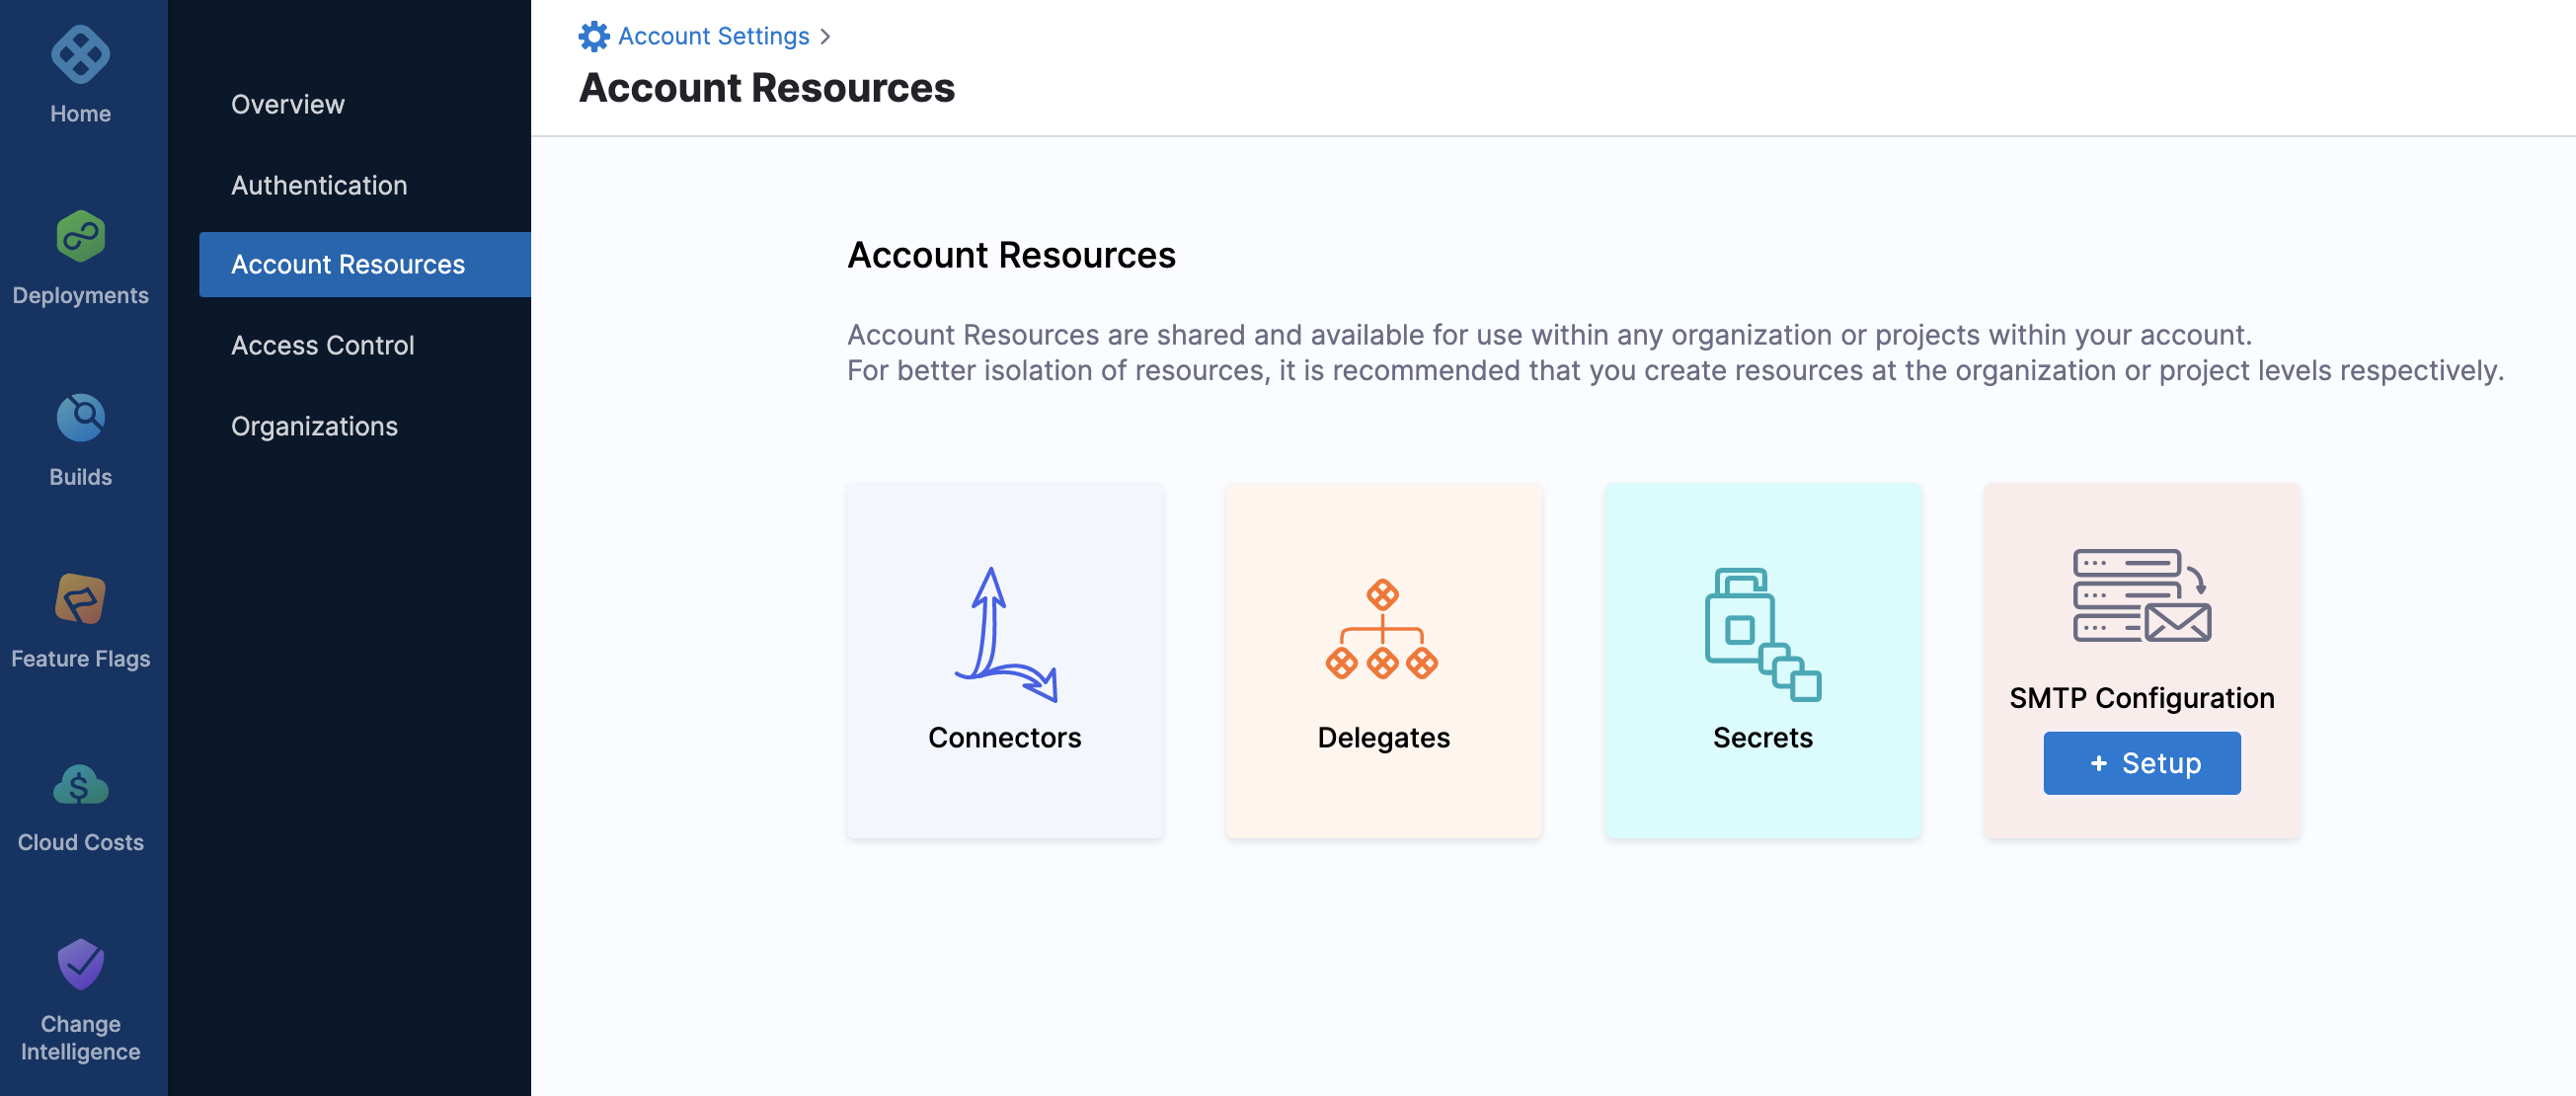 Home
Deployments
Builds
Feature Flags
Cloud Costs
Change
Intelligence
Overview
Authentication
Account Resources
Access Control
Organizations
Account Settings >
Account Resources
Account Resources
Account Resources are shared and available for use within any organization or projects within your account.
For better isolation of resources, it is recommended that you create resources at the organization or project levels respectively.
Connectors
Delegates
Secrets
SMTP Configuration
+ Setup